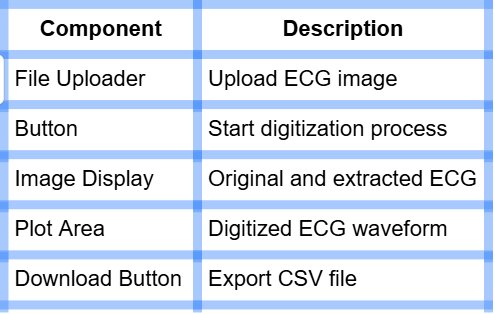 Component Description
File Uploader Upload ECG image
Button Start digitization process
Image Display Original and extracted ECG
Plot Area Digitized ECG waveform
Download Button Export CSV file